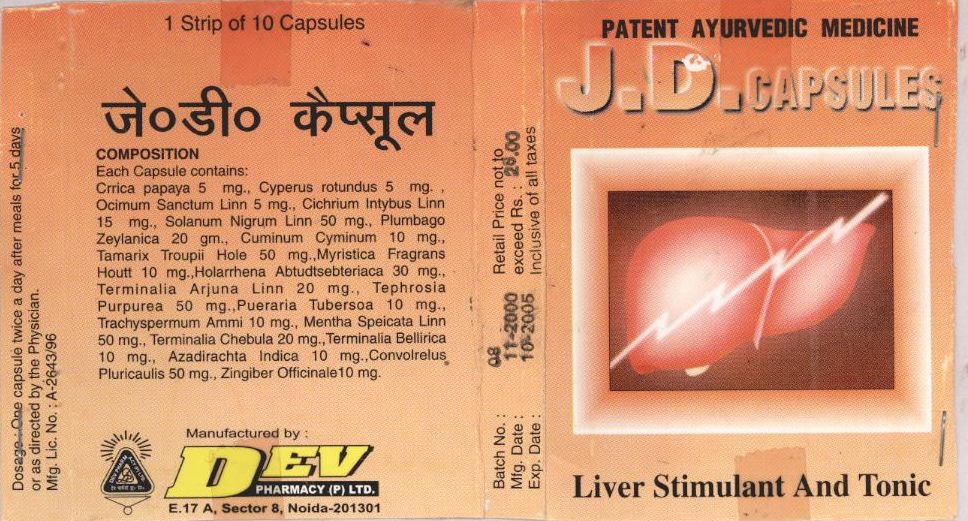 1 Strip of 10 Capsules
जे०डी० कैप्सूल
COMPOSITION
Each Capsule contains:
Crrica papaya 5 mg., Cyperus rotundus 5 mg. ,
Ocimum Sanctum Linn 5 mg., Cichrium Intybus Linn
15 mg., Solanum Nigrum Linn 50 mg., Plumbago
Zeylanica 20 gm., Cuminum Cyminum 10 mg.,
Tamarix Troupii Hole 50 mg.,Myristica Fragrans
Houtt 10 mg.,Holarrhena Abtudtsebteriaca 30 mg.,
Terminalia Arjuna Linn 20 mg., Tephrosia
Purpurea 50 mg.,Pueraria Tubersoa 10 mg.,
Trachyspermum Ammi 10 mg., Mentha Speicata Linn
50 mg., Terminalia Chebula 20 mg.,Terminalia Bellirica
10 mg., Azadirachta Indica 10 mg.,Convolrelus
Pluricaulis 50 mg., Zingiber Officinale10 mg.
Manufactured by :
DEV
PHARMACY (P) LTD.
E.17 A, Sector 8, Noida-201301
Dosage : One capsule twice a day after meals for 5 days
or as directed by the Physician.
Mfg. Lic. No. : A-2643/96
Batch No. : 08
Mfg. Date : 11-2000
Exp. Date : 10-2005
Retail Price not to
exceed Rs. :
Inclusive of all taxes
PATENT AYURVEDIC MEDICINE
J.D. CAPSULES
Liver Stimulant And Tonic